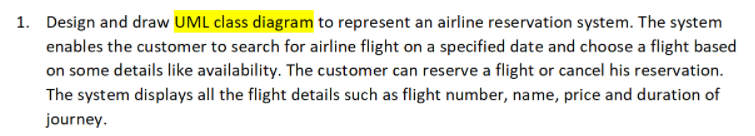 1. Design and draw UML class diagram to represent an airline reservation system. The system
enables the customer to search for airline flight on a specified date and choose a flight based
on some details like availability. The customer can reserve a flight or cancel his reservation.
The system displays all the flight details such as flight number, name, price and duration of
journey.